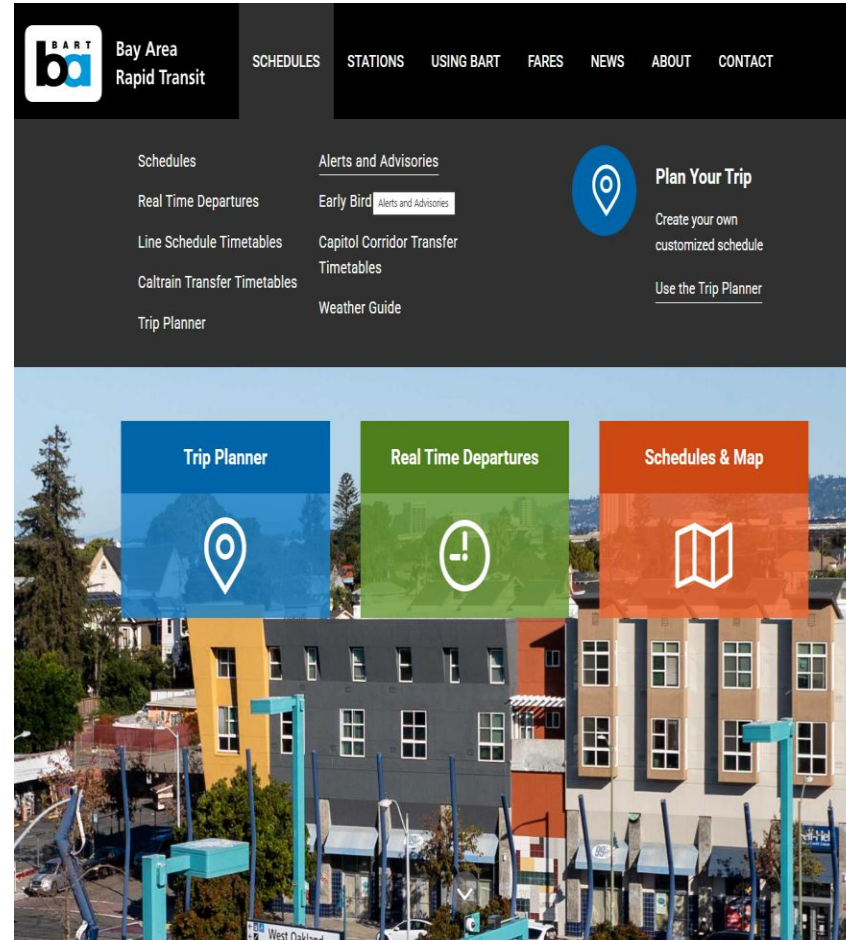 BART
ba
Bay Area
Rapid Transit
SCHEDULES
STATIONS
USING BART
FARES
NEWS
ABOUT
CONTACT
Schedules
Real Time Departures
Line Schedule Timetables
Caltrain Transfer Timetables
Trip Planner
Alerts and Advisories
Early Bird
Alerts and Advisories
Capitol Corridor Transfer
Timetables
Weather Guide
Plan Your Trip
Create your own
customized schedule
Use the Trip Planner
Trip Planner
Real Time Departures
Schedules & Map
West Oakland